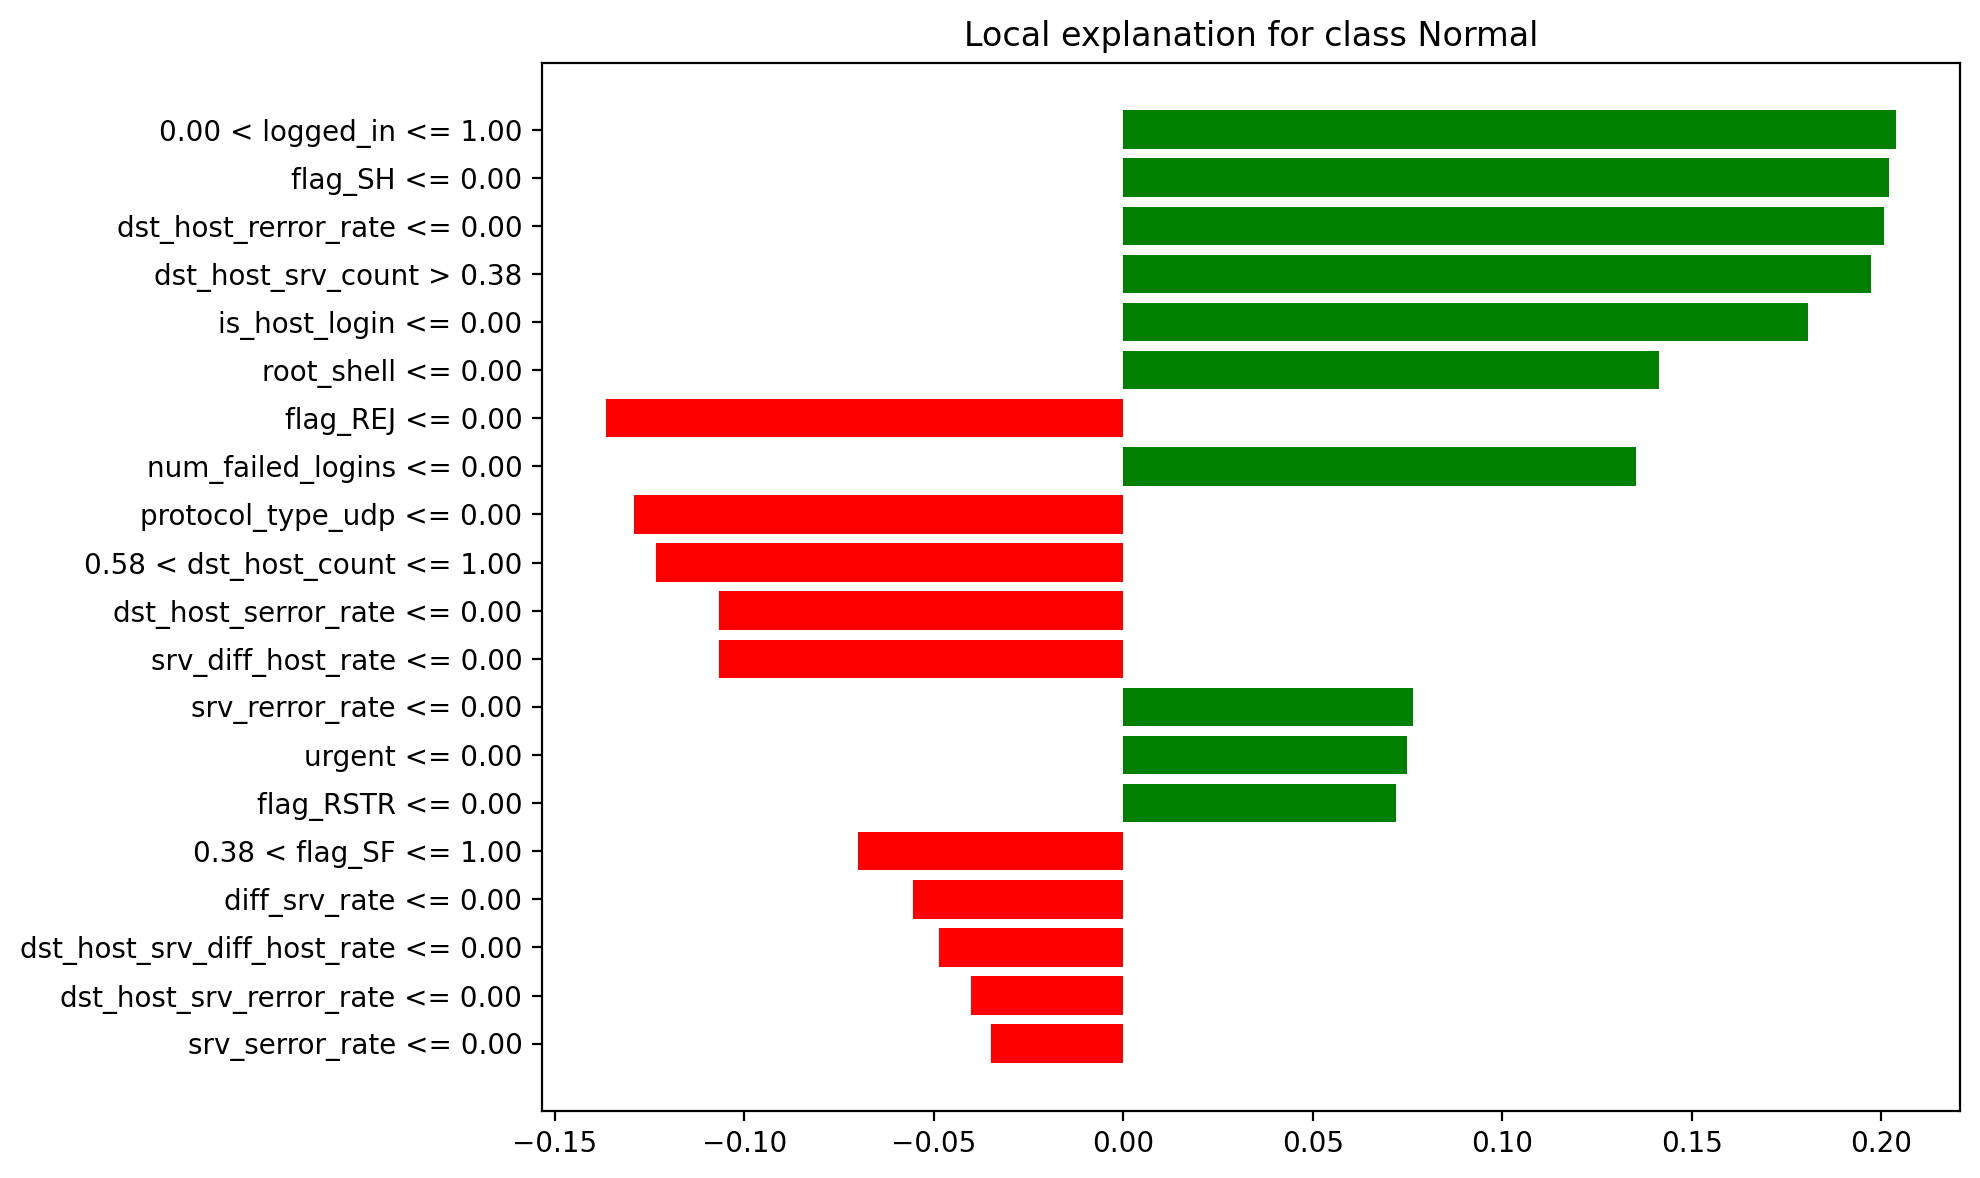 Local explanation for class Normal
0.00 < logged_in <= 1.00
flag_SH <= 0.00
dst_host_rerror_rate <= 0.00
dst_host_srv_count > 0.38
is_host_login <= 0.00
root_shell <= 0.00
flag_REJ <= 0.00
num_failed_logins <= 0.00
protocol_type_udp <= 0.00
0.58 < dst_host_count <= 1.00
dst_host_serror_rate <= 0.00
srv_diff_host_rate <= 0.00
srv_rerror_rate <= 0.00
urgent <= 0.00
flag_RSTR <= 0.00
0.38 < flag_SF <= 1.00
diff_srv_rate <= 0.00
dst_host_srv_diff_host_rate <= 0.00
dst_host_srv_rerror_rate <= 0.00
srv_serror_rate <= 0.00
−0.15 −0.10 −0.05 0.00 0.05 0.10 0.15 0.20